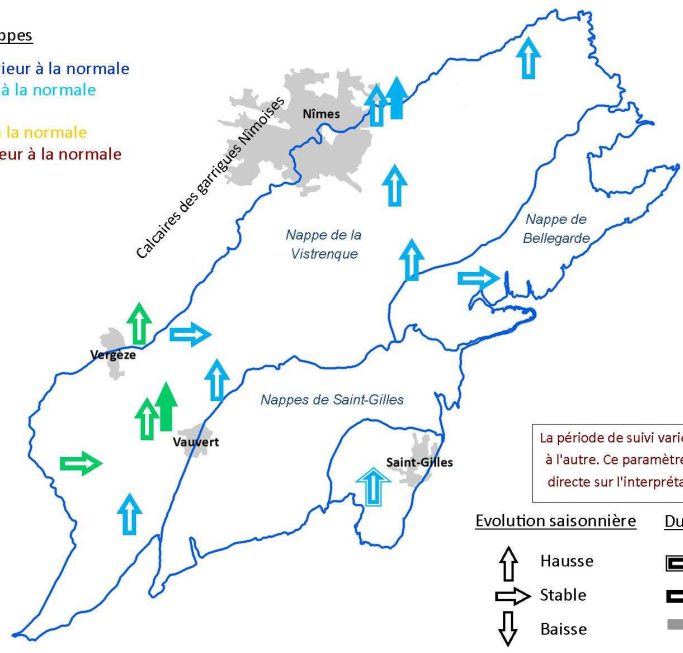 ppes
rieur à la normale
à la normale
à la normale
eur à la normale
Nîmes
Calcaires des garrigues Nîmoises
Nappe de la
Vistrenque
Nappe de
Bellegarde
Vergèze
Nappes de Saint-Gilles
Vauvert
Saint-Gilles
La période de suivi varie
à l'autre. Ce paramètre
directe sur l'interpréta
Evolution saisonnière
Du
Hausse
Stable
Baisse